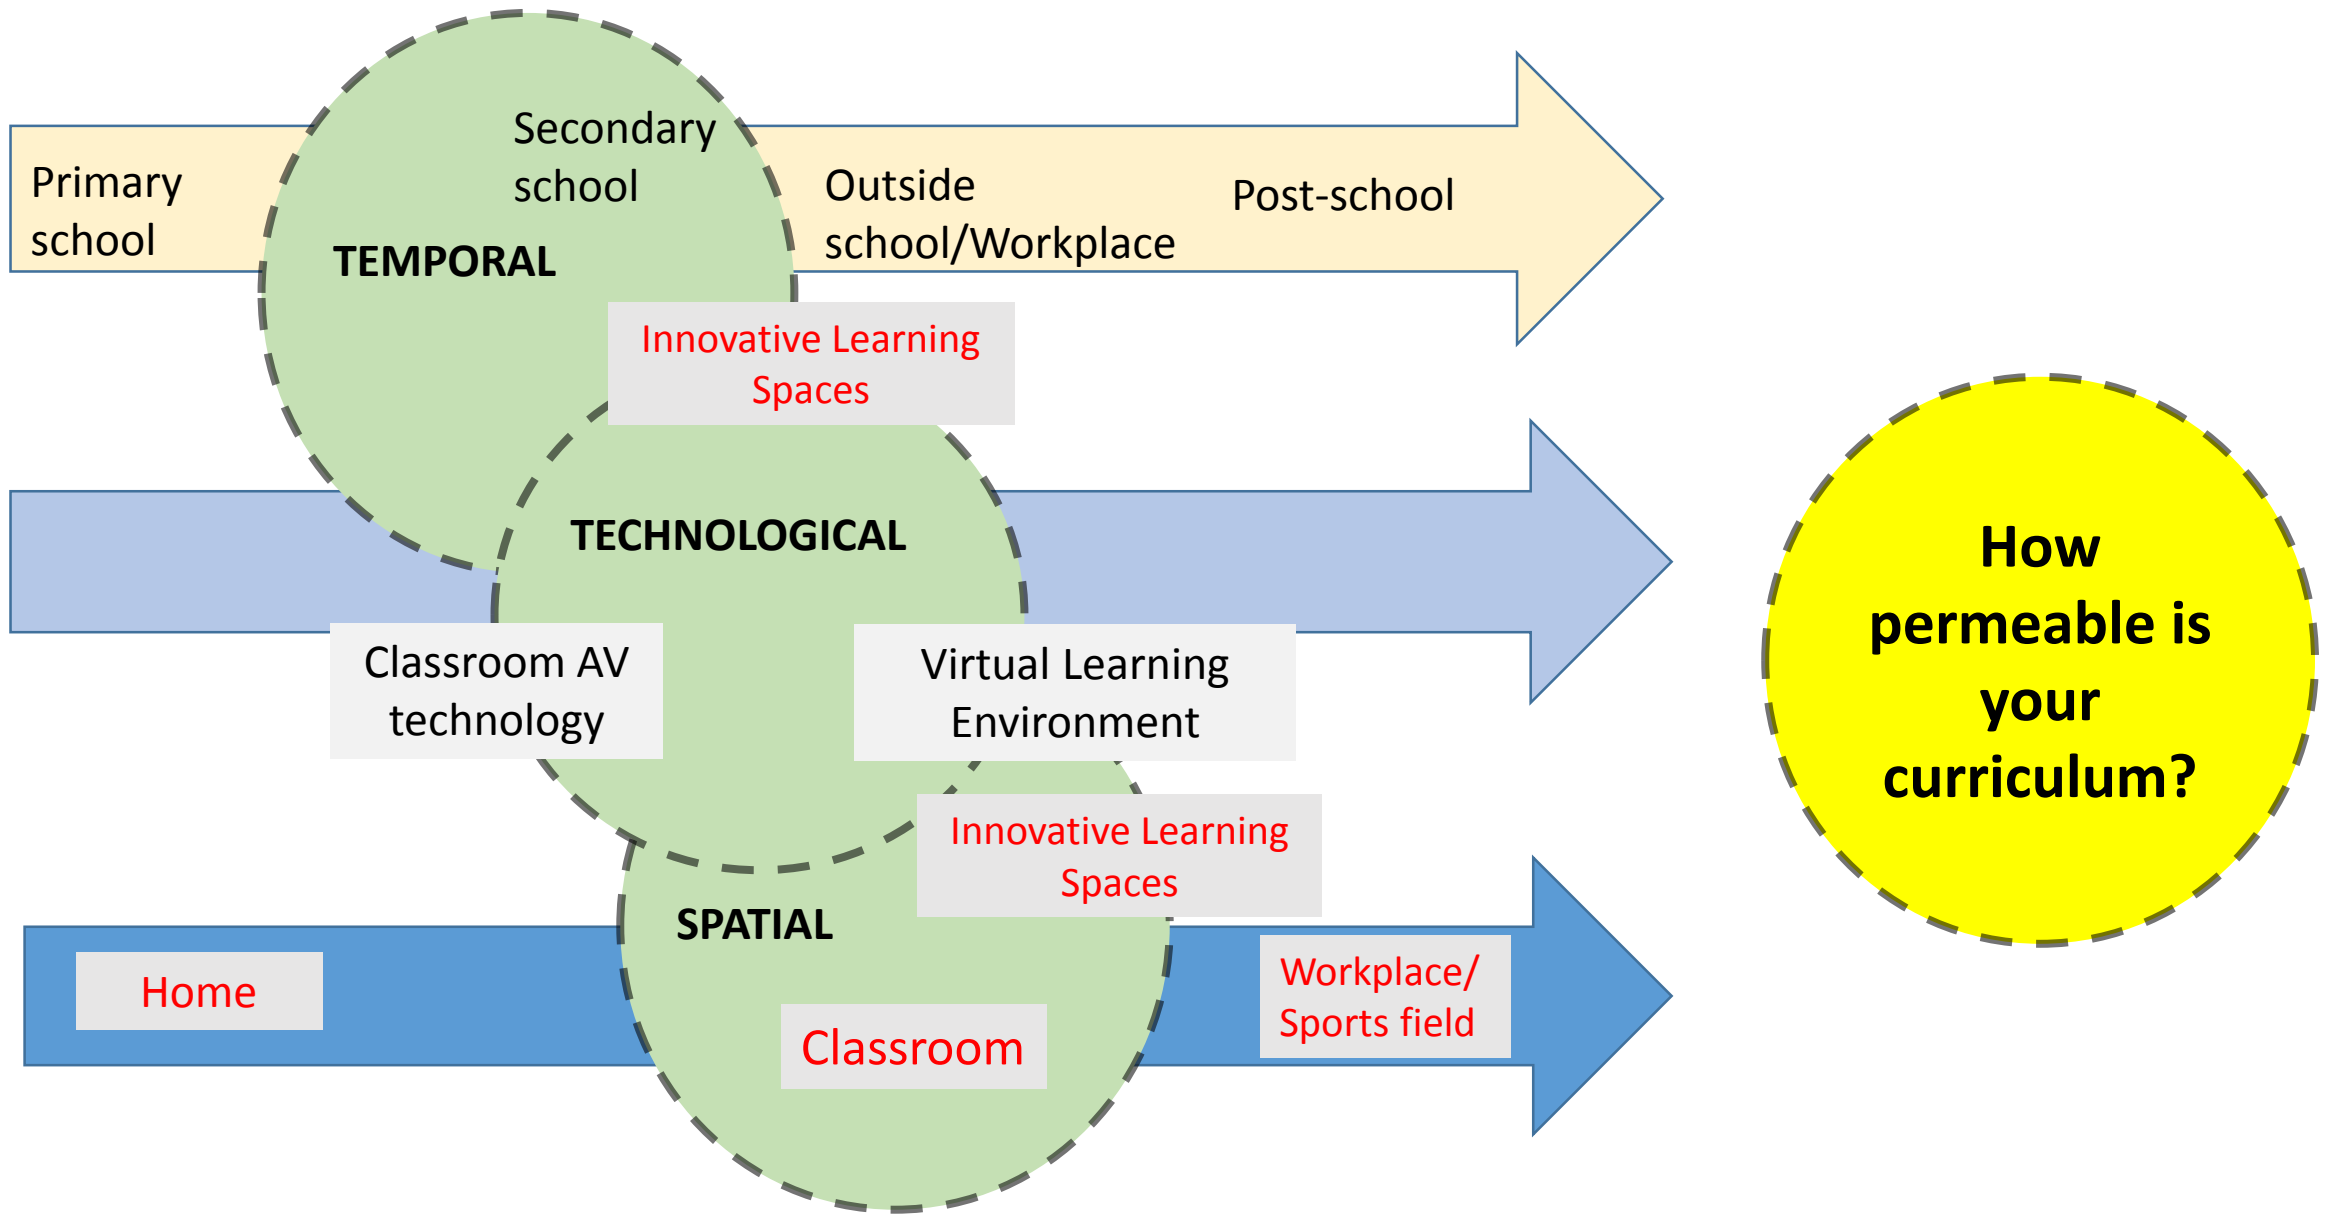 Secondary
school
Primary
school
TEMPORAL
Outside
school/Workplace
Post-school
Innovative Learning
Spaces
TECHNOLOGICAL
Classroom AV
technology
Virtual Learning
Environment
How
permeable is
your
curriculum?
Innovative Learning
Spaces
SPATIAL
Home
Classroom
Workplace/
Sports field